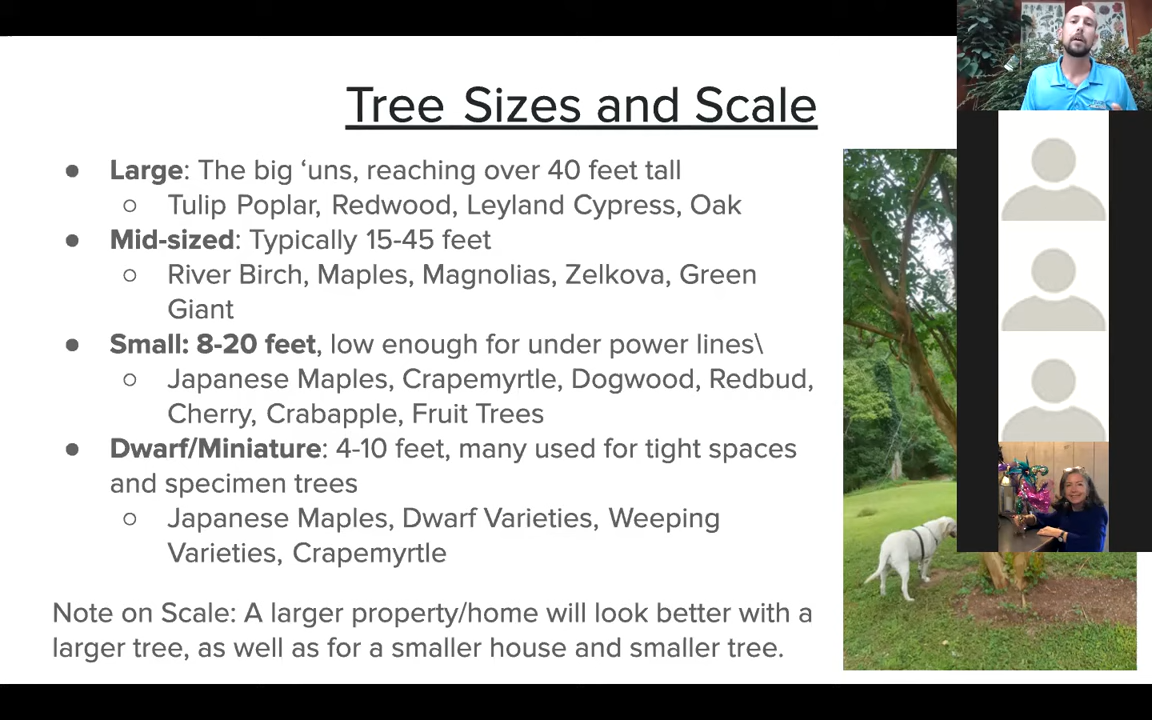 Tree Sizes and Scale
● Large: The big ‘uns, reaching over 40 feet tall
○ Tulip Poplar, Redwood, Leyland Cypress, Oak
● Mid-sized: Typically 15-45 feet
○ River Birch, Maples, Magnolias, Zelkova, Green
Giant
● Small: 8-20 feet, low enough for under power lines\
○ Japanese Maples, Crapemyrtle, Dogwood, Redbud,
Cherry, Crabapple, Fruit Trees
● Dwarf/Miniature: 4-10 feet, many used for tight spaces
and specimen trees
○ Japanese Maples, Dwarf Varieties, Weeping
Varieties, Crapemyrtle
Note on Scale: A larger property/home will look better with a
larger tree, as well as for a smaller house and smaller tree.